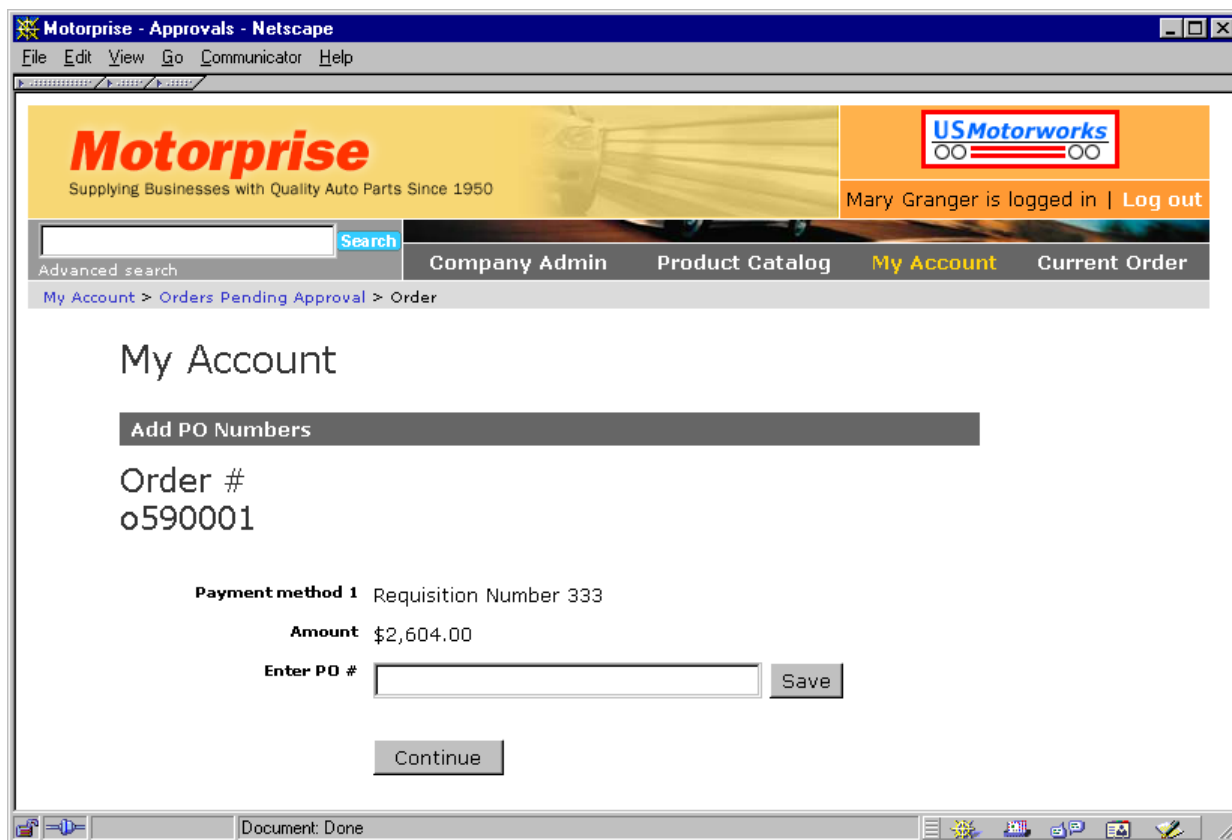 Motorprise - Approvals - Netscape
File Edit View Go Communicator Help
Motorprise
Supplying Businesses with Quality Auto Parts Since 1950
USMotorworks
Mary Granger is logged in | Log out
Search
Advanced search
Company Admin Product Catalog My Account Current Order
My Account > Orders Pending Approval > Order
My Account
Add PO Numbers
Order #
o590001
Payment method 1 Requisition Number 333
Amount $2,604.00
Enter PO # Save
Continue
Document: Done